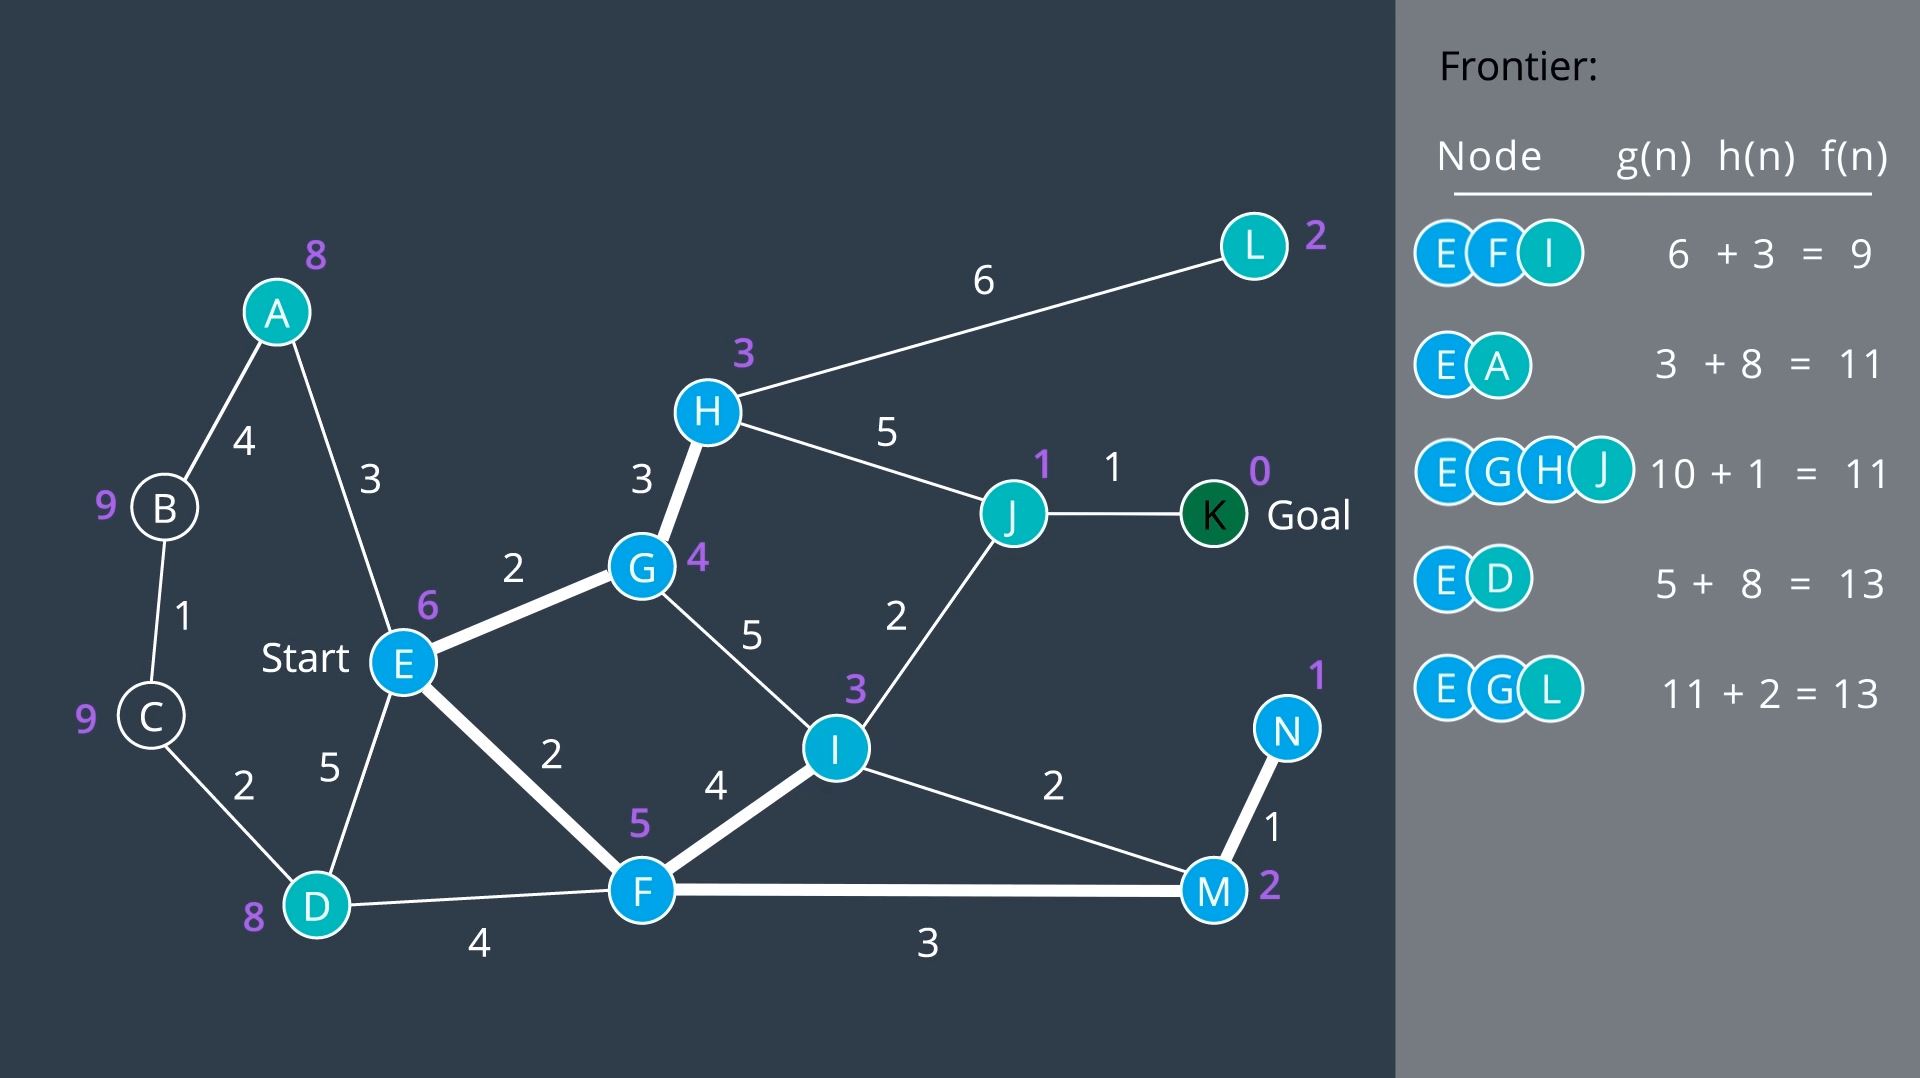 Frontier:
Node g(n) h(n) f(n)
E F I 6 + 3 = 9
E A 3 + 8 = 11
E G H J 10 + 1 = 11
E D 5 + 8 = 13
E G L 11 + 2 = 13
L 2
6
8
A
3
H
5
4
3
3
1
1
0
J
K Goal
9 B
2
G 4
6
1
5
2
Start E
3
1
9 C
I
N
5
2
4
2
2
1
5
8 D
F
M 2
4
3